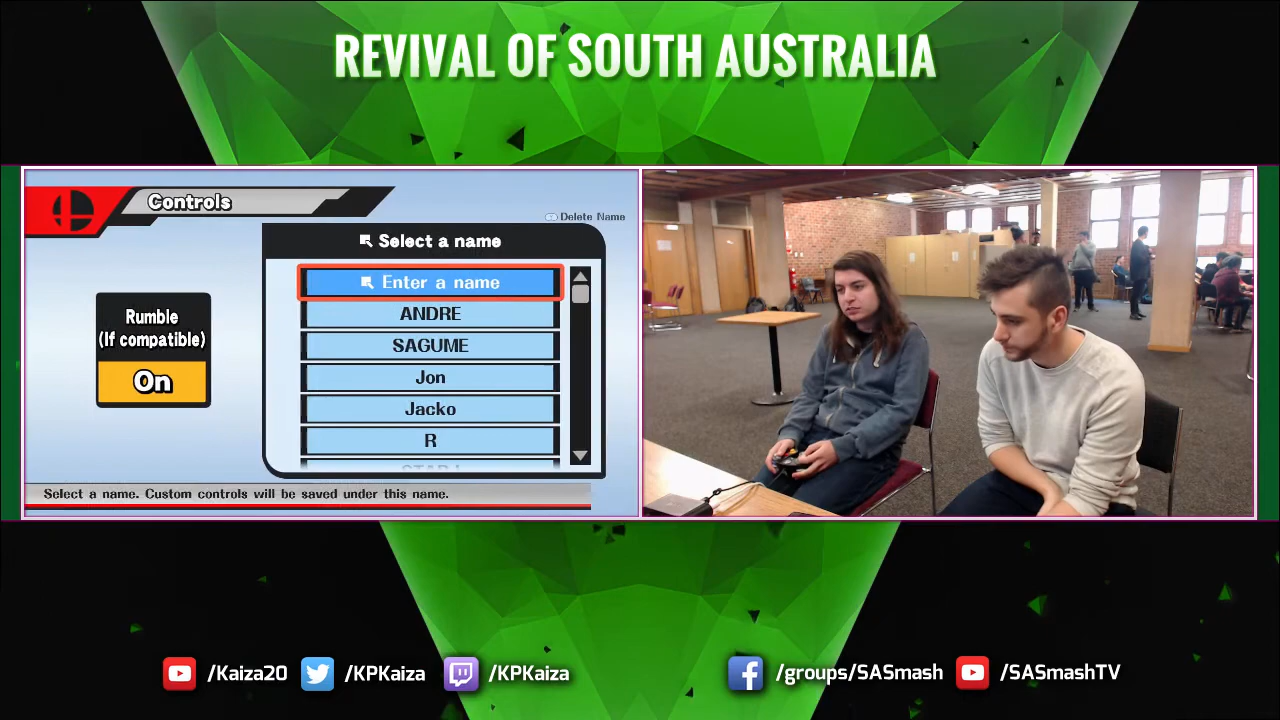 REVIVAL OF SOUTH AUSTRALIA
Controls
Delete Name
Select a name
Enter a name
ANDRE
SAGUME
Jon
Jacko
R
Rumble
(If compatible)
On
Select a name. Custom controls will be saved under this name.
/Kaiza20
/KPKaiza
/KPKaiza
/groups/SASmash
/SASmashTV